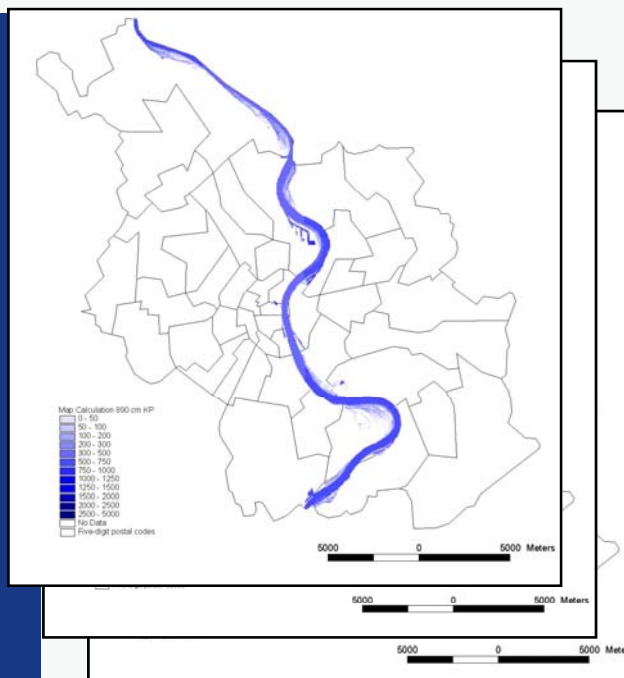 Map Calculation 890 cm KP
0 - 50
50 - 100
100 - 200
200 - 300
300 - 500
500 - 750
750 - 1000
1000 - 1250
1250 - 1500
1500 - 2000
2000 - 2500
2500 - 5000
No Data
Five-digit postal codes
5000 0 5000 Meters
5000 0 5000 Meters
5000 0 5000 Mete